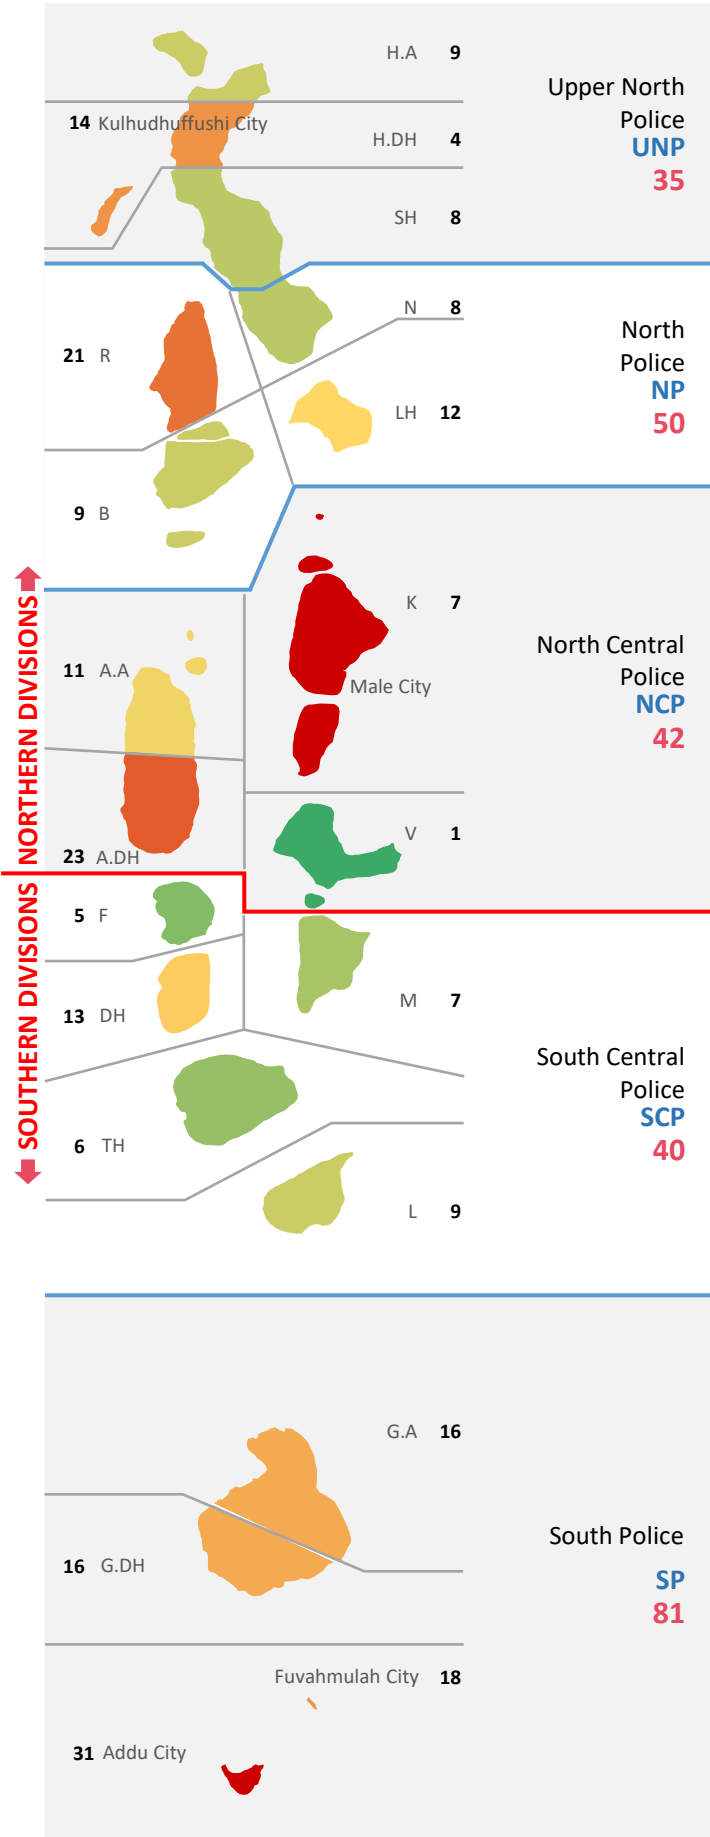 H.A 9
Upper North
Police
UNP
35
14 Kulhudhuffushi City
H.DH 4
SH 8
N 8
North
Police
NP
50
21 R
LH 12
9 B
NORTHERN DIVISIONS
K 7
North Central
Police
NCP
42
11 A.A
Male City
V 1
23 A.DH
SOUTHERN DIVISIONS
5 F
M 7
13 DH
South Central
Police
SCP
40
6 TH
L 9
G.A 16
South Police
SP
81
16 G.DH
Fuvahmulah City 18
31 Addu City